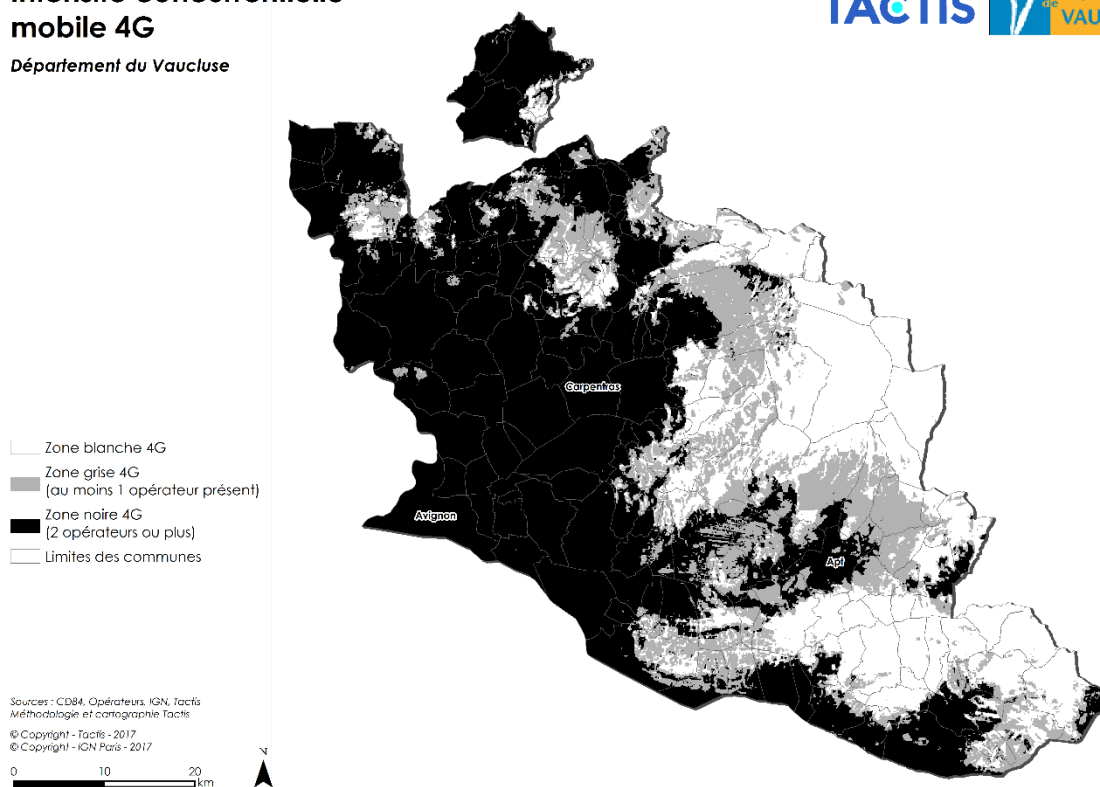 mobile 4G
Département du Vaucluse
TACTIS
de VAU
Carpentras
Avignon
Apt
Zone blanche 4G
Zone grise 4G
(au moins 1 opérateur présent)
Zone noire 4G
(2 opérateurs ou plus)
Limites des communes
Sources : CD84, Opérateurs, IGN, Tactis
Méthodologie et cartographie Tactis
© Copyright - Tactis - 2017
© Copyright - IGN Paris - 2017
0 10 20
km